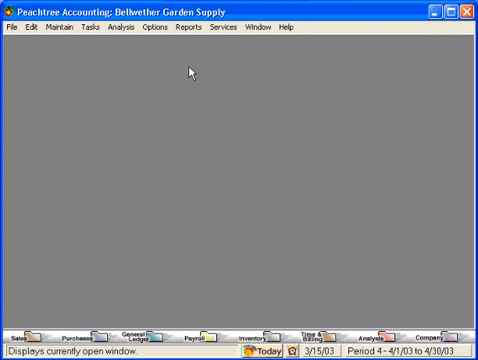 Peachtree Accounting: Bellwether Garden Supply
File Edit Maintain Tasks Analysis Options Reports Services Window Help
Sales Purchases General Ledger Payroll Inventory Time & Billing Analysis Company
Displays currently open window. Today 3/15/03 Period 4 - 4/1/03 to 4/30/03